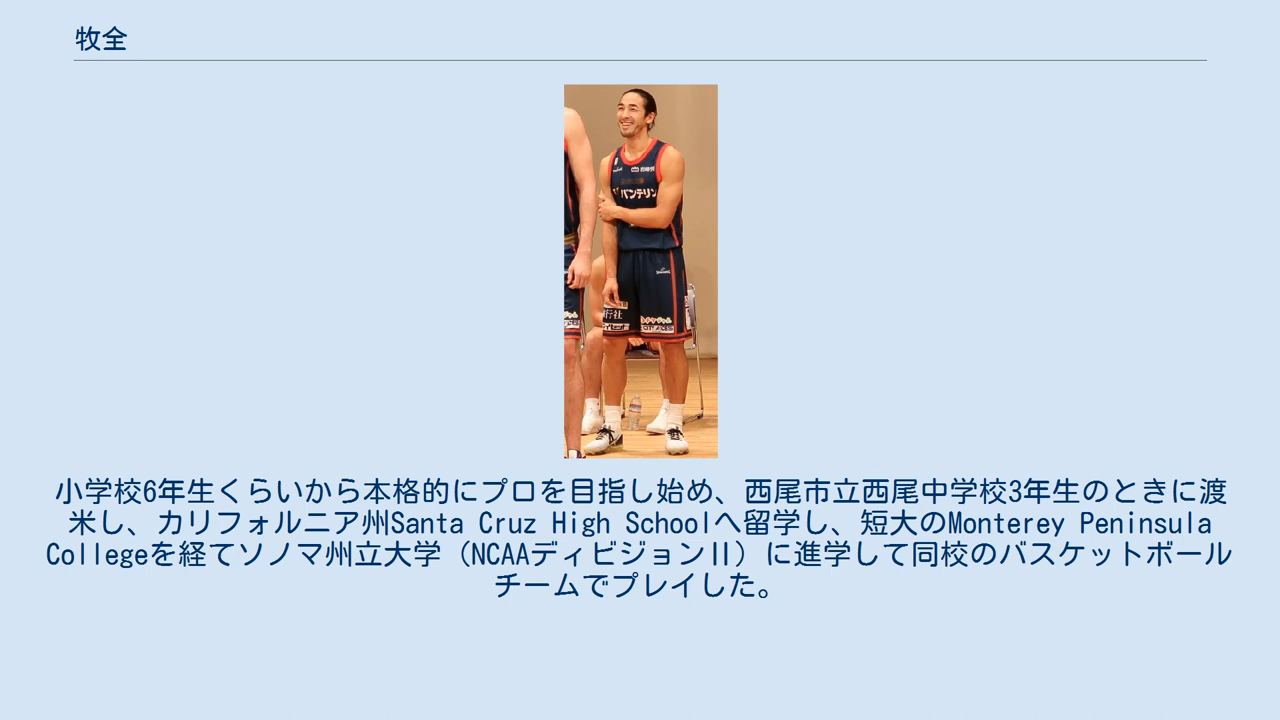 牧全
バンテリン
小学校6年生くらいから本格的にプロを目指し始め、西尾市立西尾中学校3年生のときに渡
米し、カリフォルニア州Santa Cruz High Schoolへ留学し、短大のMonterey Peninsula
Collegeを経てソノマ州立大学（NCAAディビジョンII）に進学して同校のバスケットボール
チームでプレイした。